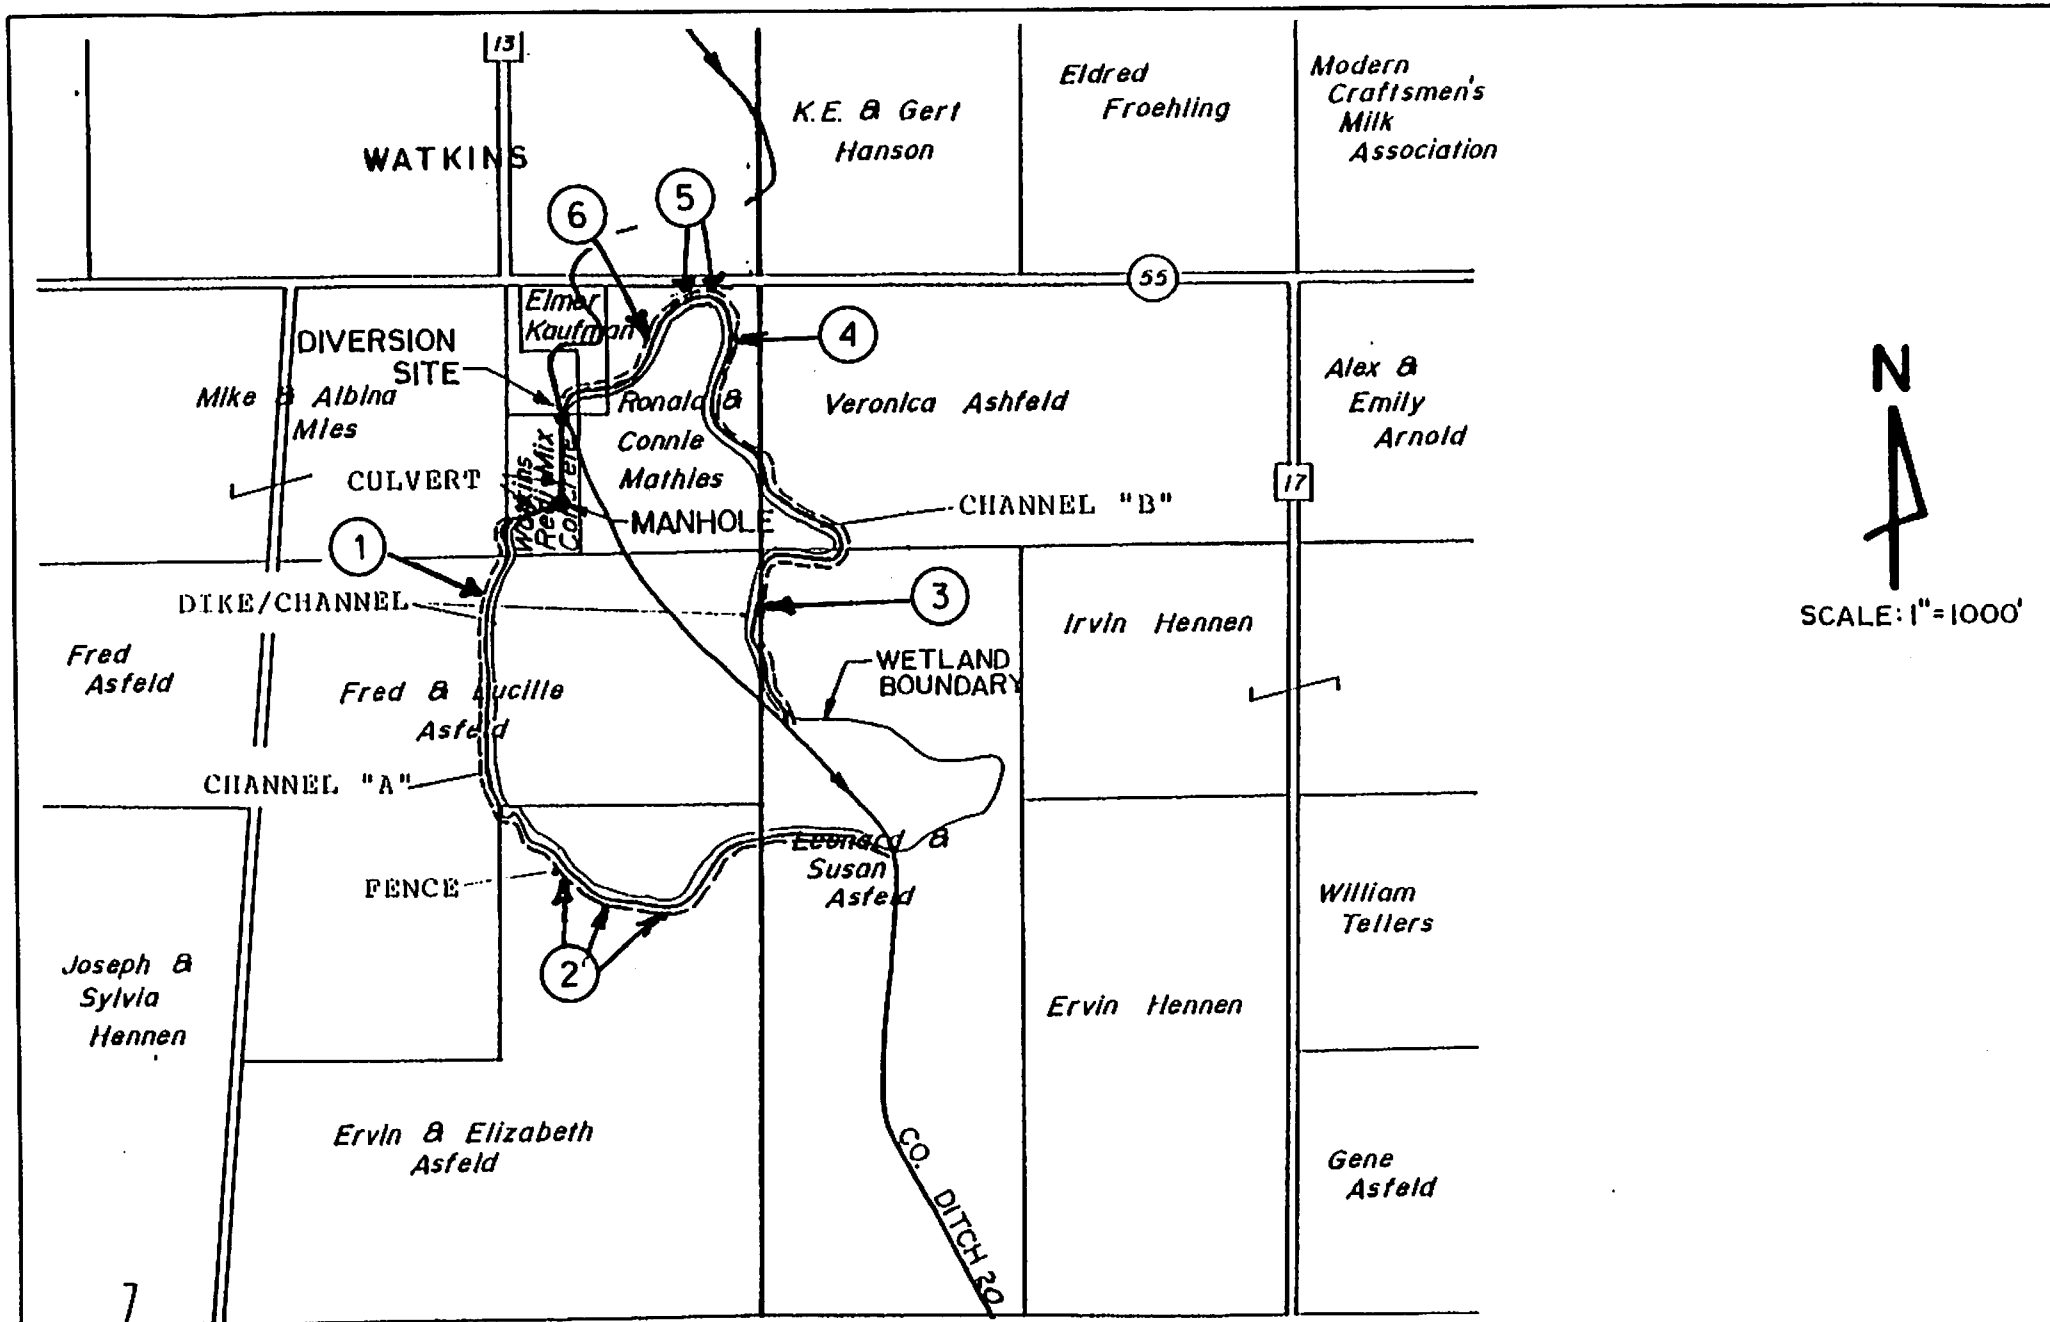 13
WATKINS
K.E. & Gert
Hanson
Eldred
Froehling
Modern
Craftsmen's
Milk
Association
6
5
55
Elmer
Kaufman
DIVERSION
SITE
4
Mike & Albina
Mies
Ronald &
Connie
Mathies
Veronica Ashfeld
Alex &
Emily
Arnold
N
SCALE: 1"=1000'
CULVERT
Watkins
Redi Mix
Concrete
MANHOLE
CHANNEL "B"
17
1
DIKE/CHANNEL
3
Fred
Asfeld
Fred & Lucille
Asfeld
WETLAND
BOUNDARY
Irvin Hennen
CHANNEL "A"
Leonard &
Susan
Asfeld
FENCE
2
William
Tellers
Joseph &
Sylvia
Hennen
Ervin Hennen
Ervin & Elizabeth
Asfeld
Gene
Asfeld
CO. DITCH 20
7